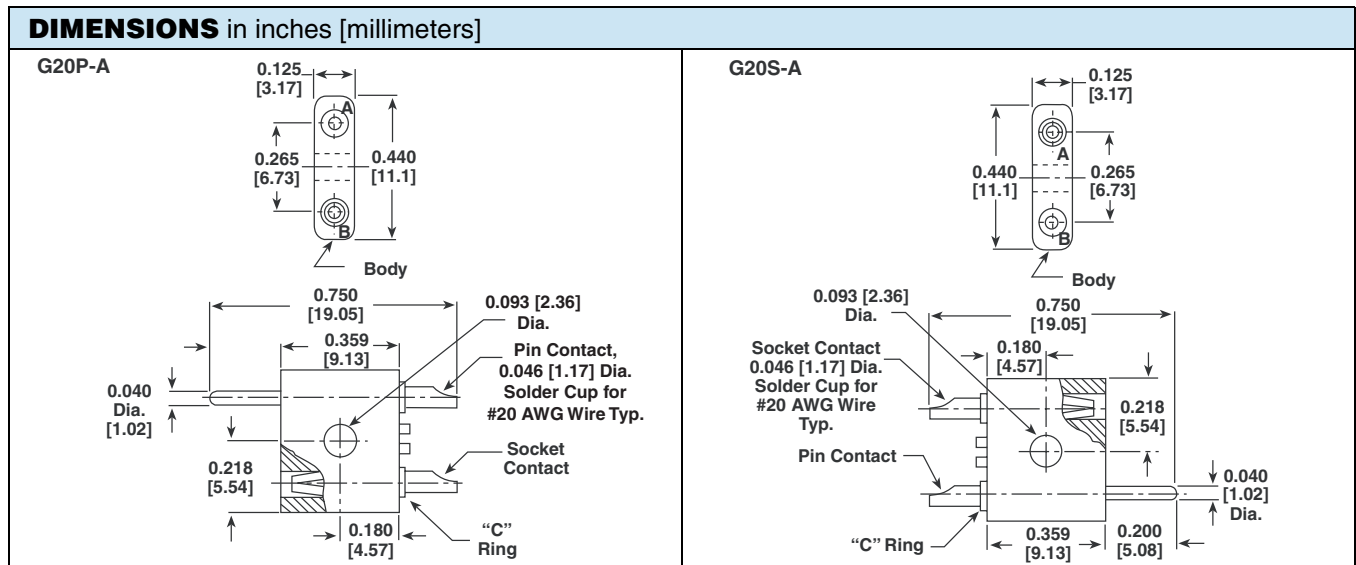 DIMENSIONS in inches [millimeters]
G20P-A
0.125
[3.17]
A
0.265
[6.73]
0.440
[11.1]
B
Body
0.750
[19.05]
0.093 [2.36]
Dia.
0.359
[9.13]
Pin Contact,
0.046 [1.17] Dia.
Solder Cup for
#20 AWG Wire Typ.
0.040
Dia.
[1.02]
Socket
Contact
0.218
[5.54]
0.180
[4.57]
“C”
Ring
G20S-A
0.125
[3.17]
A
0.440
[11.1]
0.265
[6.73]
B
Body
0.093 [2.36]
Dia.
0.750
[19.05]
0.180
[4.57]
Socket Contact
0.046 [1.17] Dia.
Solder Cup for
#20 AWG Wire
Typ.
0.218
[5.54]
Pin Contact
0.040
[1.02]
Dia.
“C” Ring
0.359
[9.13]
0.200
[5.08]